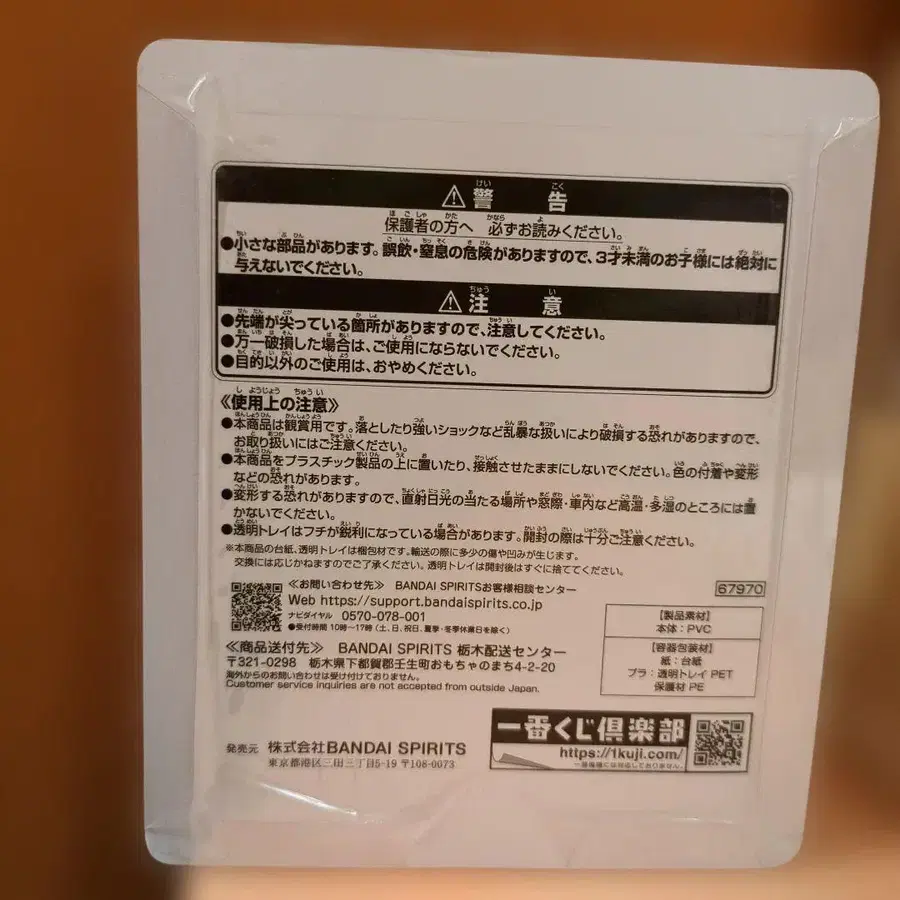 ⚠警告
保護者の方へ 必ずお読みください。
●小さな部品があります。誤飲・窒息の危険がありますので、3才未満のお子様には絶対に
与えないでください。
⚠注意
●先端が尖っている箇所がありますので、注意してください。
●万一破損した場合は、ご使用にならないでください。
●目的以外のご使用は、おやめください。
《使用上の注意》
●本商品は観賞用です。落としたり強いショックなど乱暴な扱いにより破損する恐れがありますので、
お取り扱いにはご注意ください。
●本商品をプラスチック製品の上に置いたり、接触させたままにしないでください。色の付着や変形
などの恐れがあります。
●変形する恐れがありますので、直射日光の当たる場所や窓際・車内など高温・多湿のところには置
かないでください。
●透明トレイはフチが鋭利になっている場合があります。開封の際は十分ご注意ください。
※本商品の台紙、透明トレイは梱包材です。輸送の際に多少の傷や凹みが生じます。
交換には応じかねますのでご了承ください。透明トレイは開封後はすぐに捨ててください。
≪お問い合わせ先≫ BANDAI SPIRITSお客様相談センター
Web https://support.bandaispirits.co.jp
ナビダイヤル 0570-078-001
●受付時間 10時〜17時(土、日、祝日、夏季・冬季休業日を除く)
≪商品送付先≫ BANDAI SPIRITS 栃木配送センター
〒321-0298 栃木県下都賀郡壬生町おもちゃのまち4-2-20
海外からのお問い合わせは受け付けておりません。
Customer service inquiries are not accepted from outside Japan.
67970
【製品素材】
本体:PVC
【容器包装材】
紙:台紙
プラ:透明トレイ PET
保護材 PE
発売元 株式会社BANDAI SPIRITS
東京都港区三田三丁目5-19 〒108-0073
一番くじ倶楽部
https://1kuji.com/
一部機種には対応しておりません。